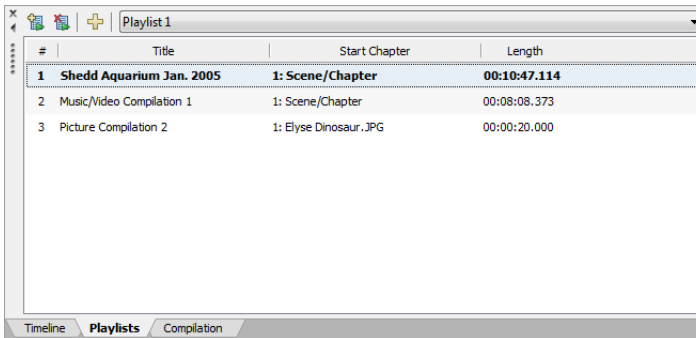 Playlist 1
# Title Start Chapter Length
1 Shedd Aquarium Jan. 2005 1: Scene/Chapter 00:10:47.114
2 Music/Video Compilation 1 1: Scene/Chapter 00:08:08.373
3 Picture Compilation 2 1: Elyse Dinosaur.JPG 00:00:20.000
Timeline Playlists Compilation